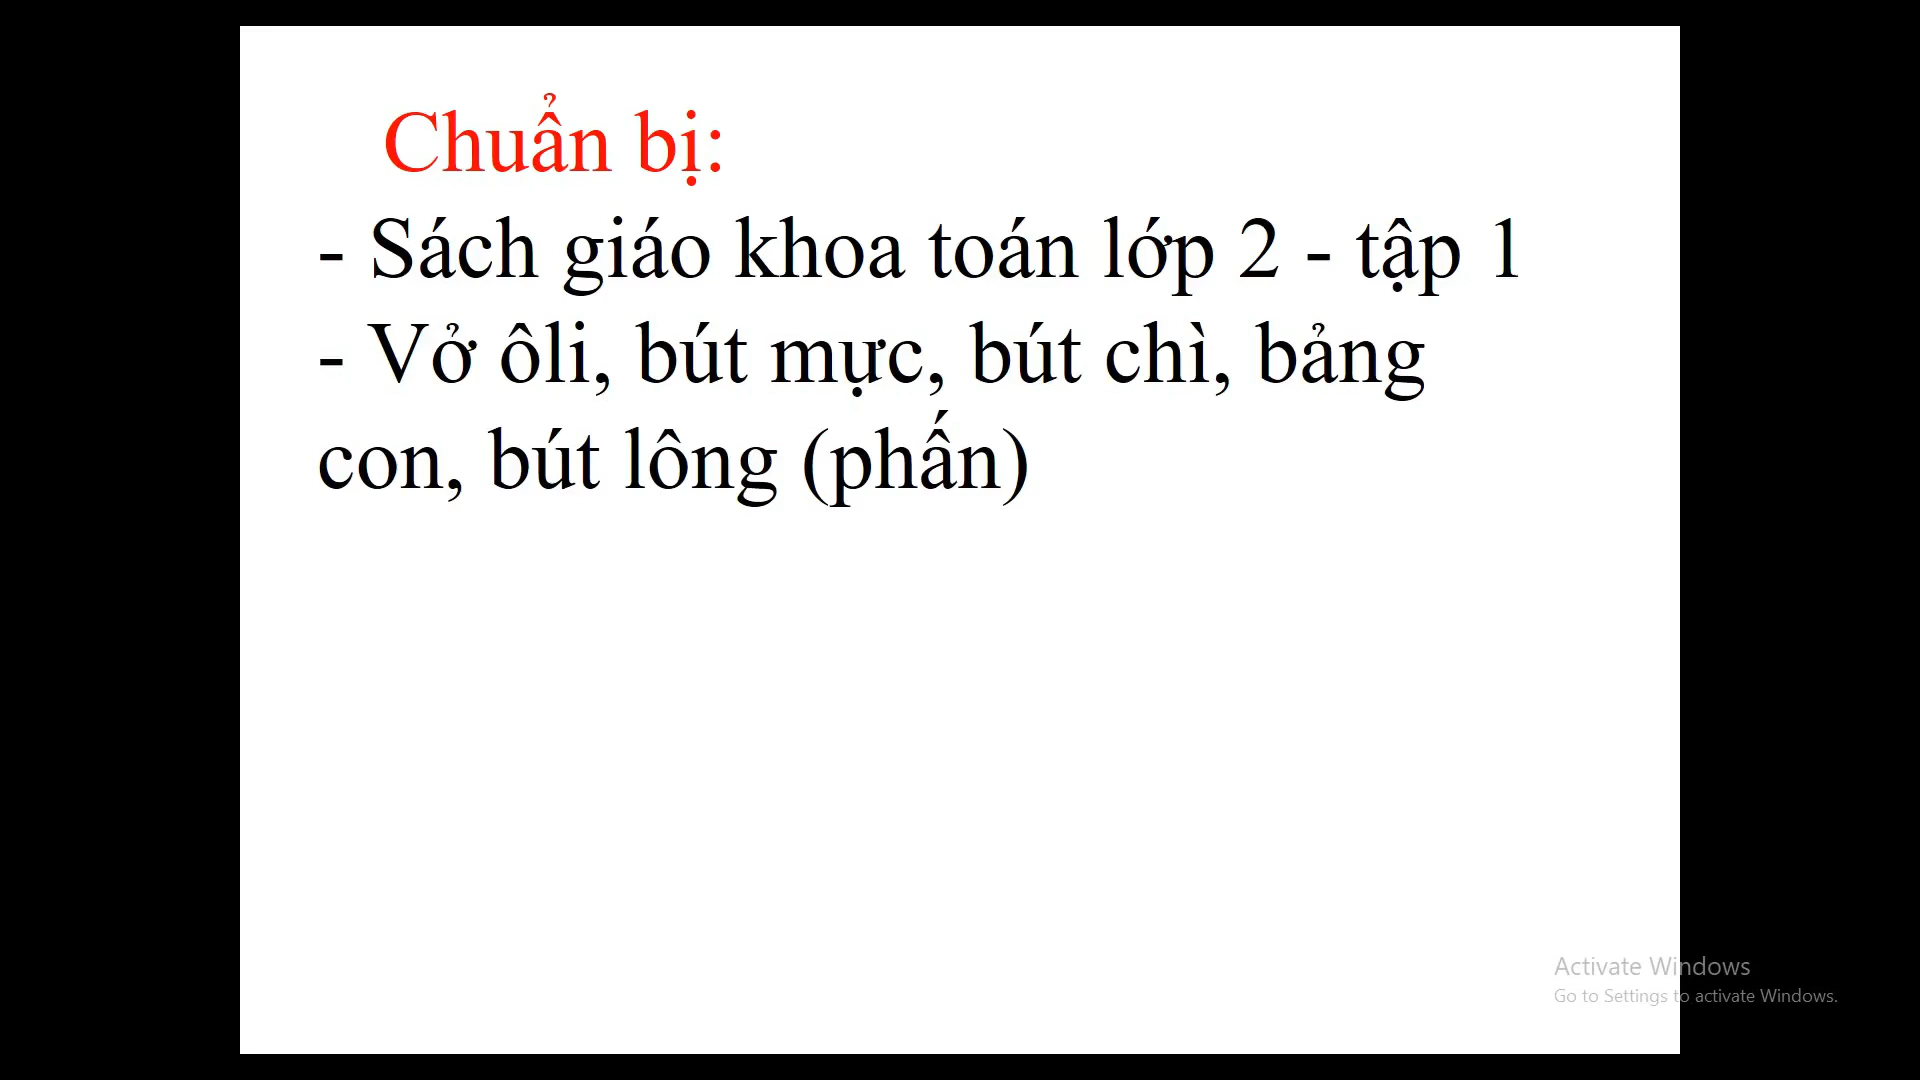 Chuẩn bị:
- Sách giáo khoa toán lớp 2 - tập 1
- Vở ôli, bút mực, bút chì, bảng
con, bút lông (phấn)
Activate Windows
Go to Settings to activate Windows.